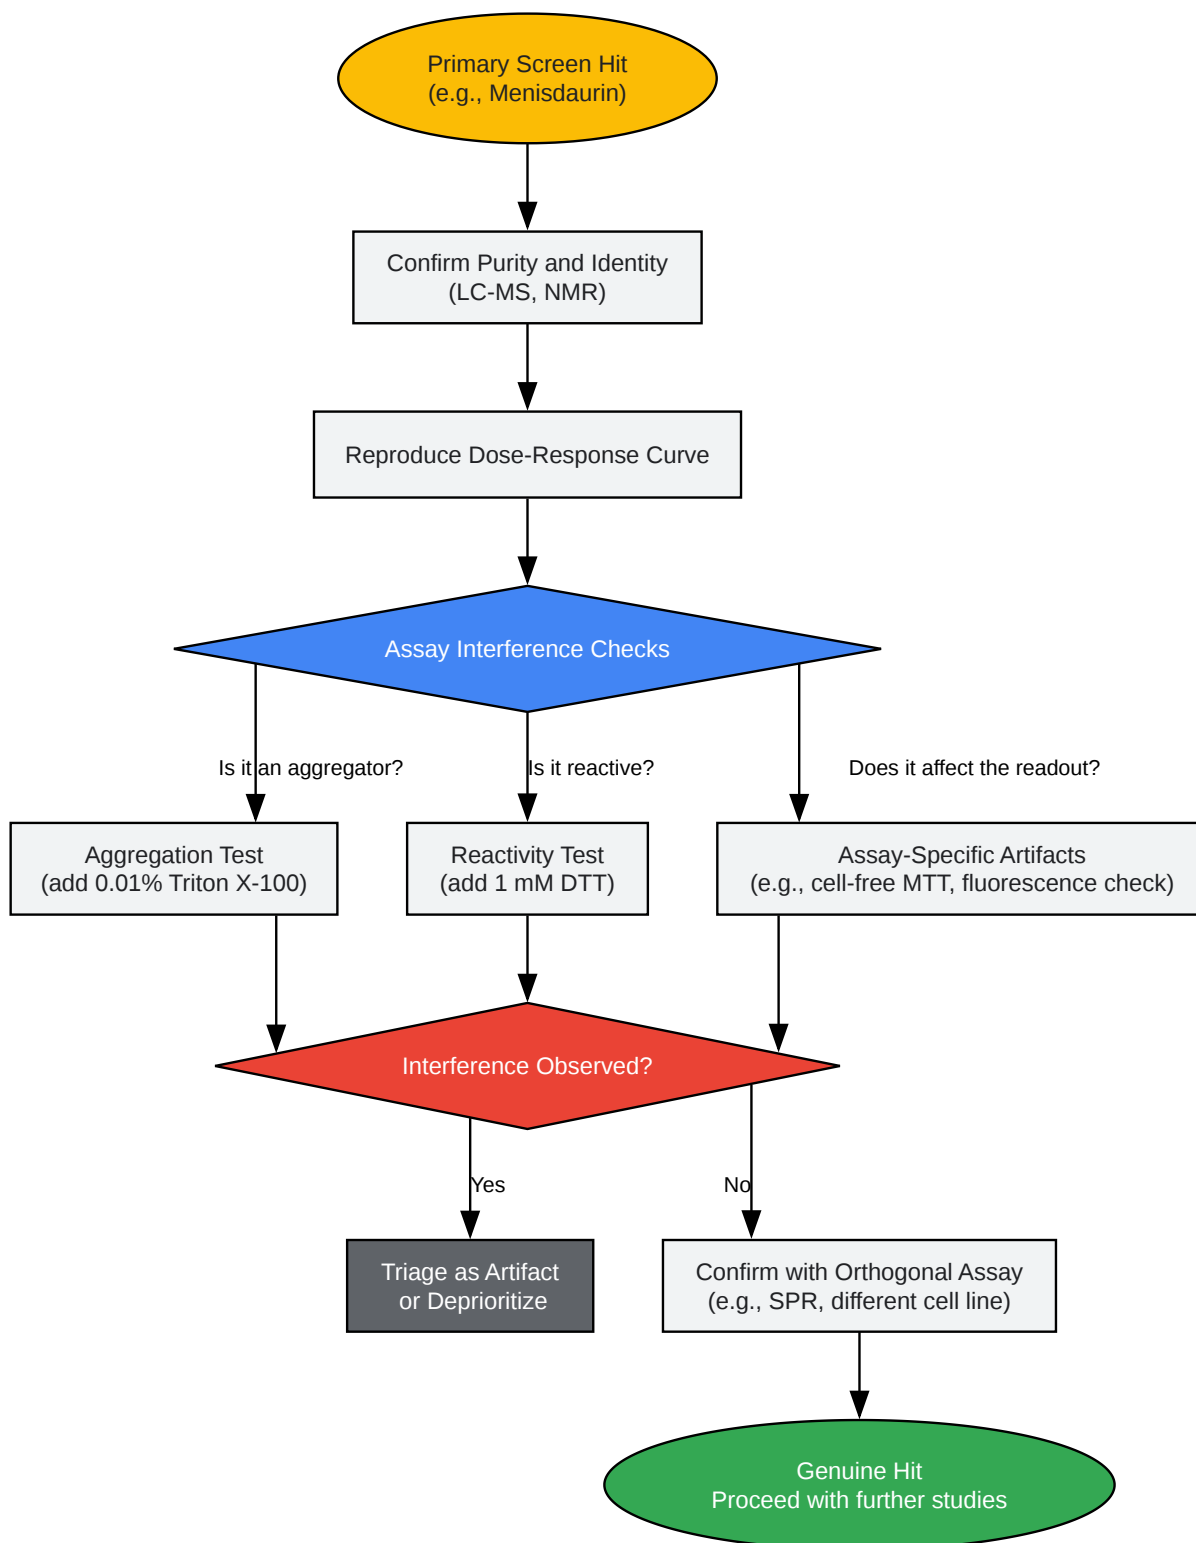 Primary Screen Hit
(e.g., Menisdaurin)
Confirm Purity and Identity
(LC-MS, NMR)
Reproduce Dose-Response Curve
Assay Interference Checks
Is it an aggregator?
Is it reactive?
Does it affect the readout?
Aggregation Test
(add 0.01% Triton X-100)
Reactivity Test
(add 1 mM DTT)
Assay-Specific Artifacts
(e.g., cell-free MTT, fluorescence check)
Interference Observed?
Yes
No
Triage as Artifact
or Deprioritize
Confirm with Orthogonal Assay
(e.g., SPR, different cell line)
Genuine Hit
Proceed with further studies